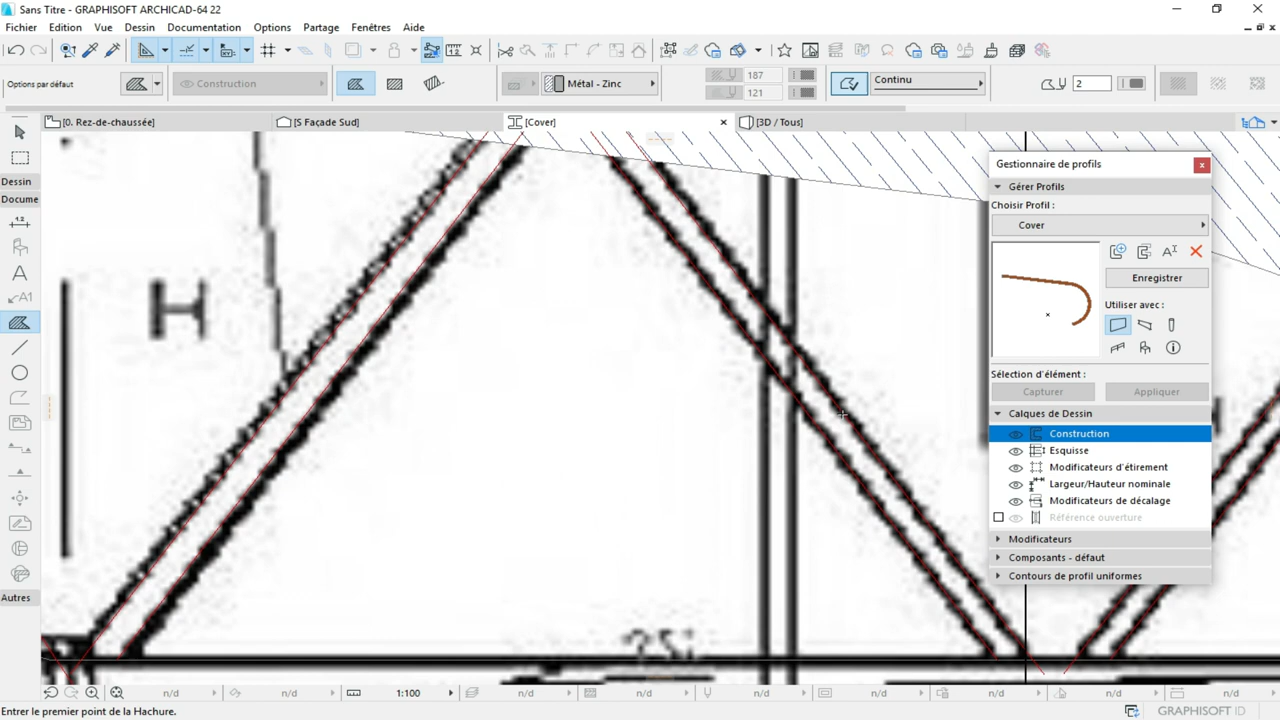 Sans Titre - GRAPHISOFT ARCHICAD-64 22
Fichier Edition Vue Dessin Documentation Options Partage Fenêtres Aide
Options par défaut
Construction
Métal - Zinc
187
121
Continu
2
[0. Rez-de-chaussée]
[S Façade Sud]
[Cover]
[3D / Tous]
Dessin
Docume
1.2
A
A1
Autres
H
Gestionnaire de profils
Gérer Profils
Choisir Profil :
Cover
Enregistrer
Utiliser avec :
Sélection d'élément :
Capturer
Appliquer
Calques de Dessin
Construction
Esquisse
Modificateurs d'étirement
Largeur/Hauteur nominale
Modificateurs de décalage
Référence ouverture
Modificateurs
Composants - défaut
Contours de profil uniformes
n/d n/d 1:100 n/d n/d n/d n/d n/d n/d n/d
Entrer le premier point de la Hachure.
GRAPHISOFT ID